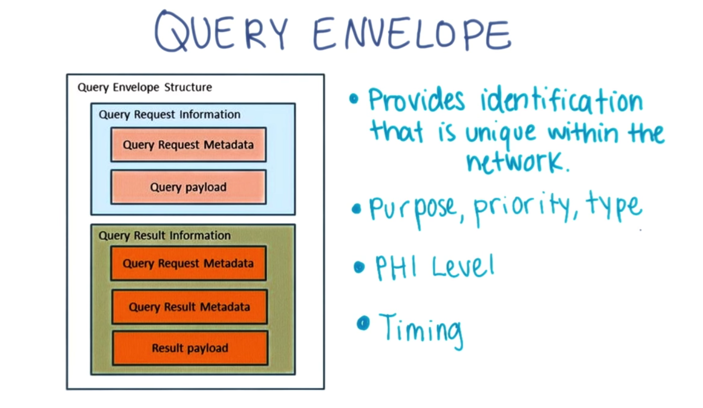 QUERY ENVELOPE
Query Envelope Structure
Query Request Information
Query Request Metadata
Query payload
Query Result Information
Query Request Metadata
Query Result Metadata
Result payload
• Provides identification
that is unique within the
network.
• Purpose, priority, type
• PHI Level
• Timing